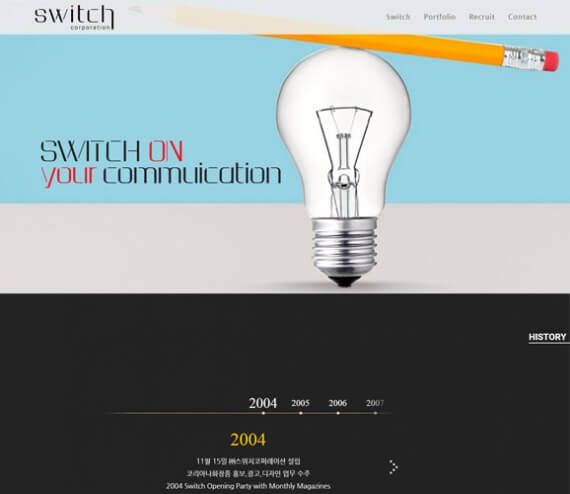 switch
corporation
Switch Portfolio Recruit Contact
SWITCH ON
your commuication
HISTORY
2004 2005 2006 2007
2004
11월 15일 ㈜스위치코퍼레이션 설립
코리아나화장품 홍보,광고,디자인 업무 수주
2004 Switch Opening Party with Monthly Magazines